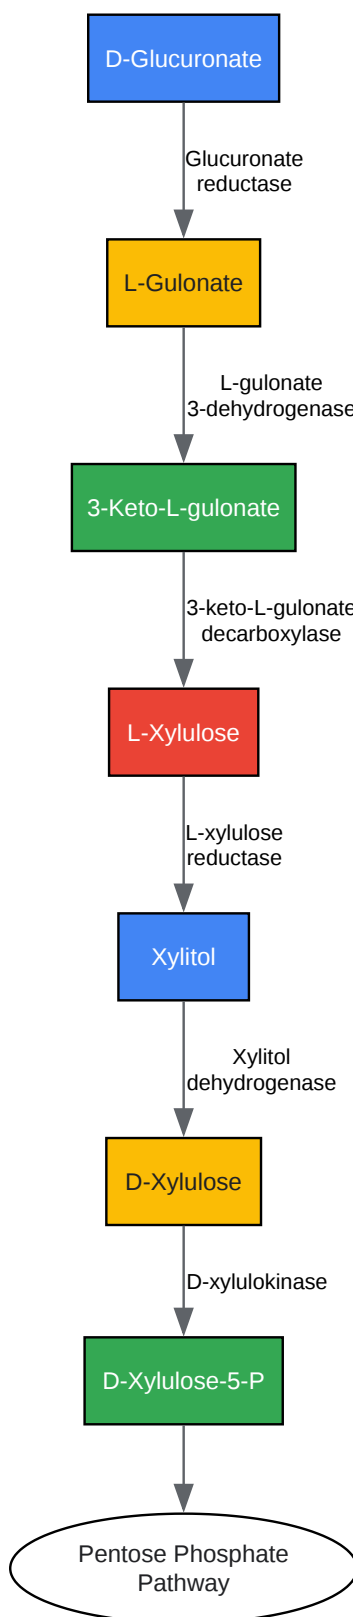 D-Glucuronate
Glucuronate
reductase
L-Gulonate
L-gulonate
3-dehydrogenase
3-Keto-L-gulonate
3-keto-L-gulonate
decarboxylase
L-Xylulose
L-xylulose
reductase
Xylitol
Xylitol
dehydrogenase
D-Xylulose
D-xylulokinase
D-Xylulose-5-P
Pentose Phosphate
Pathway